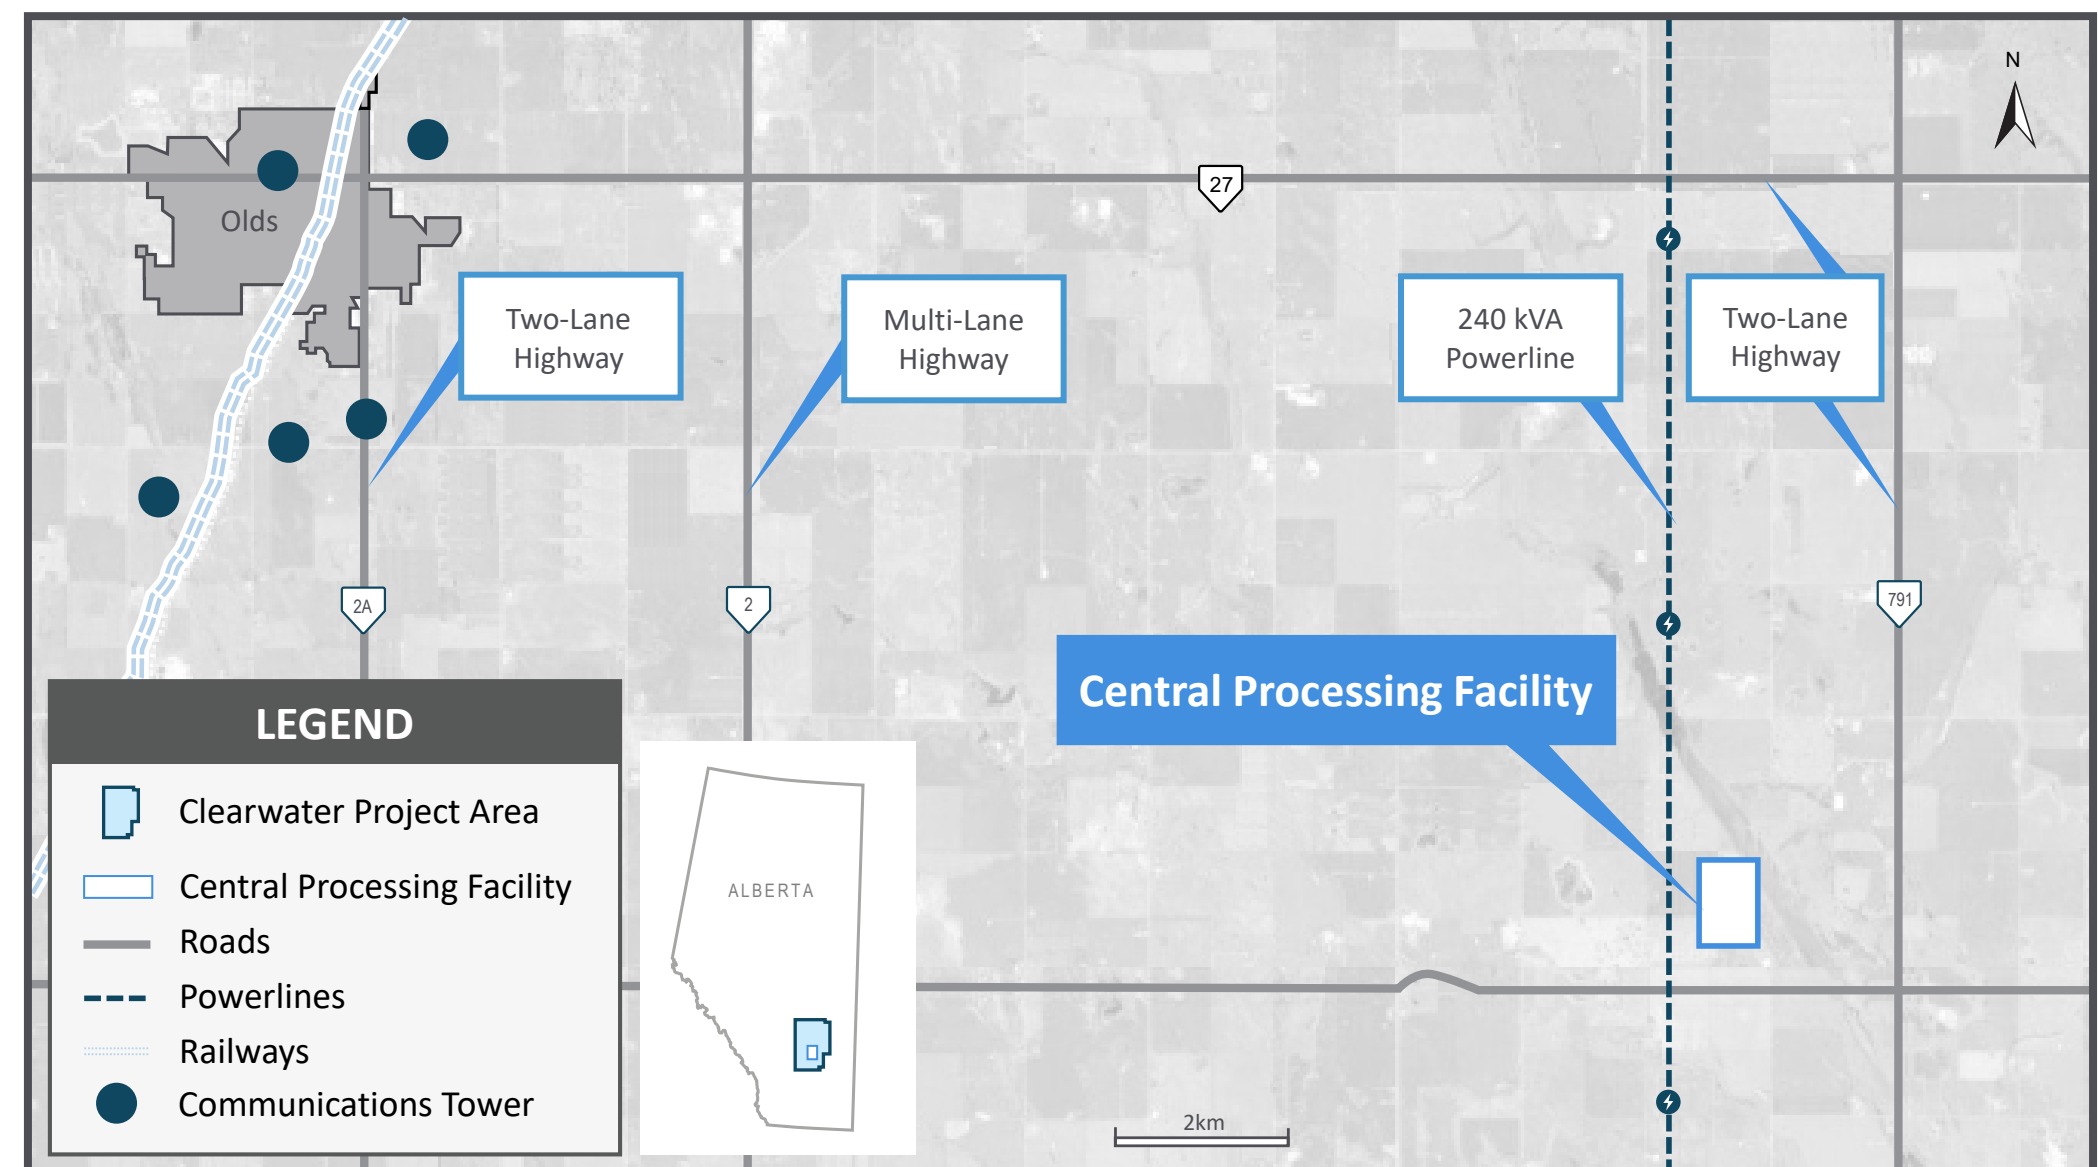 N
27
Olds
Two-Lane
Highway
Multi-Lane
Highway
240 kVA
Powerline
Two-Lane
Highway
2A
2
791
Central Processing Facility
LEGEND
Clearwater Project Area
Central Processing Facility
Roads
Powerlines
Railways
Communications Tower
ALBERTA
2km